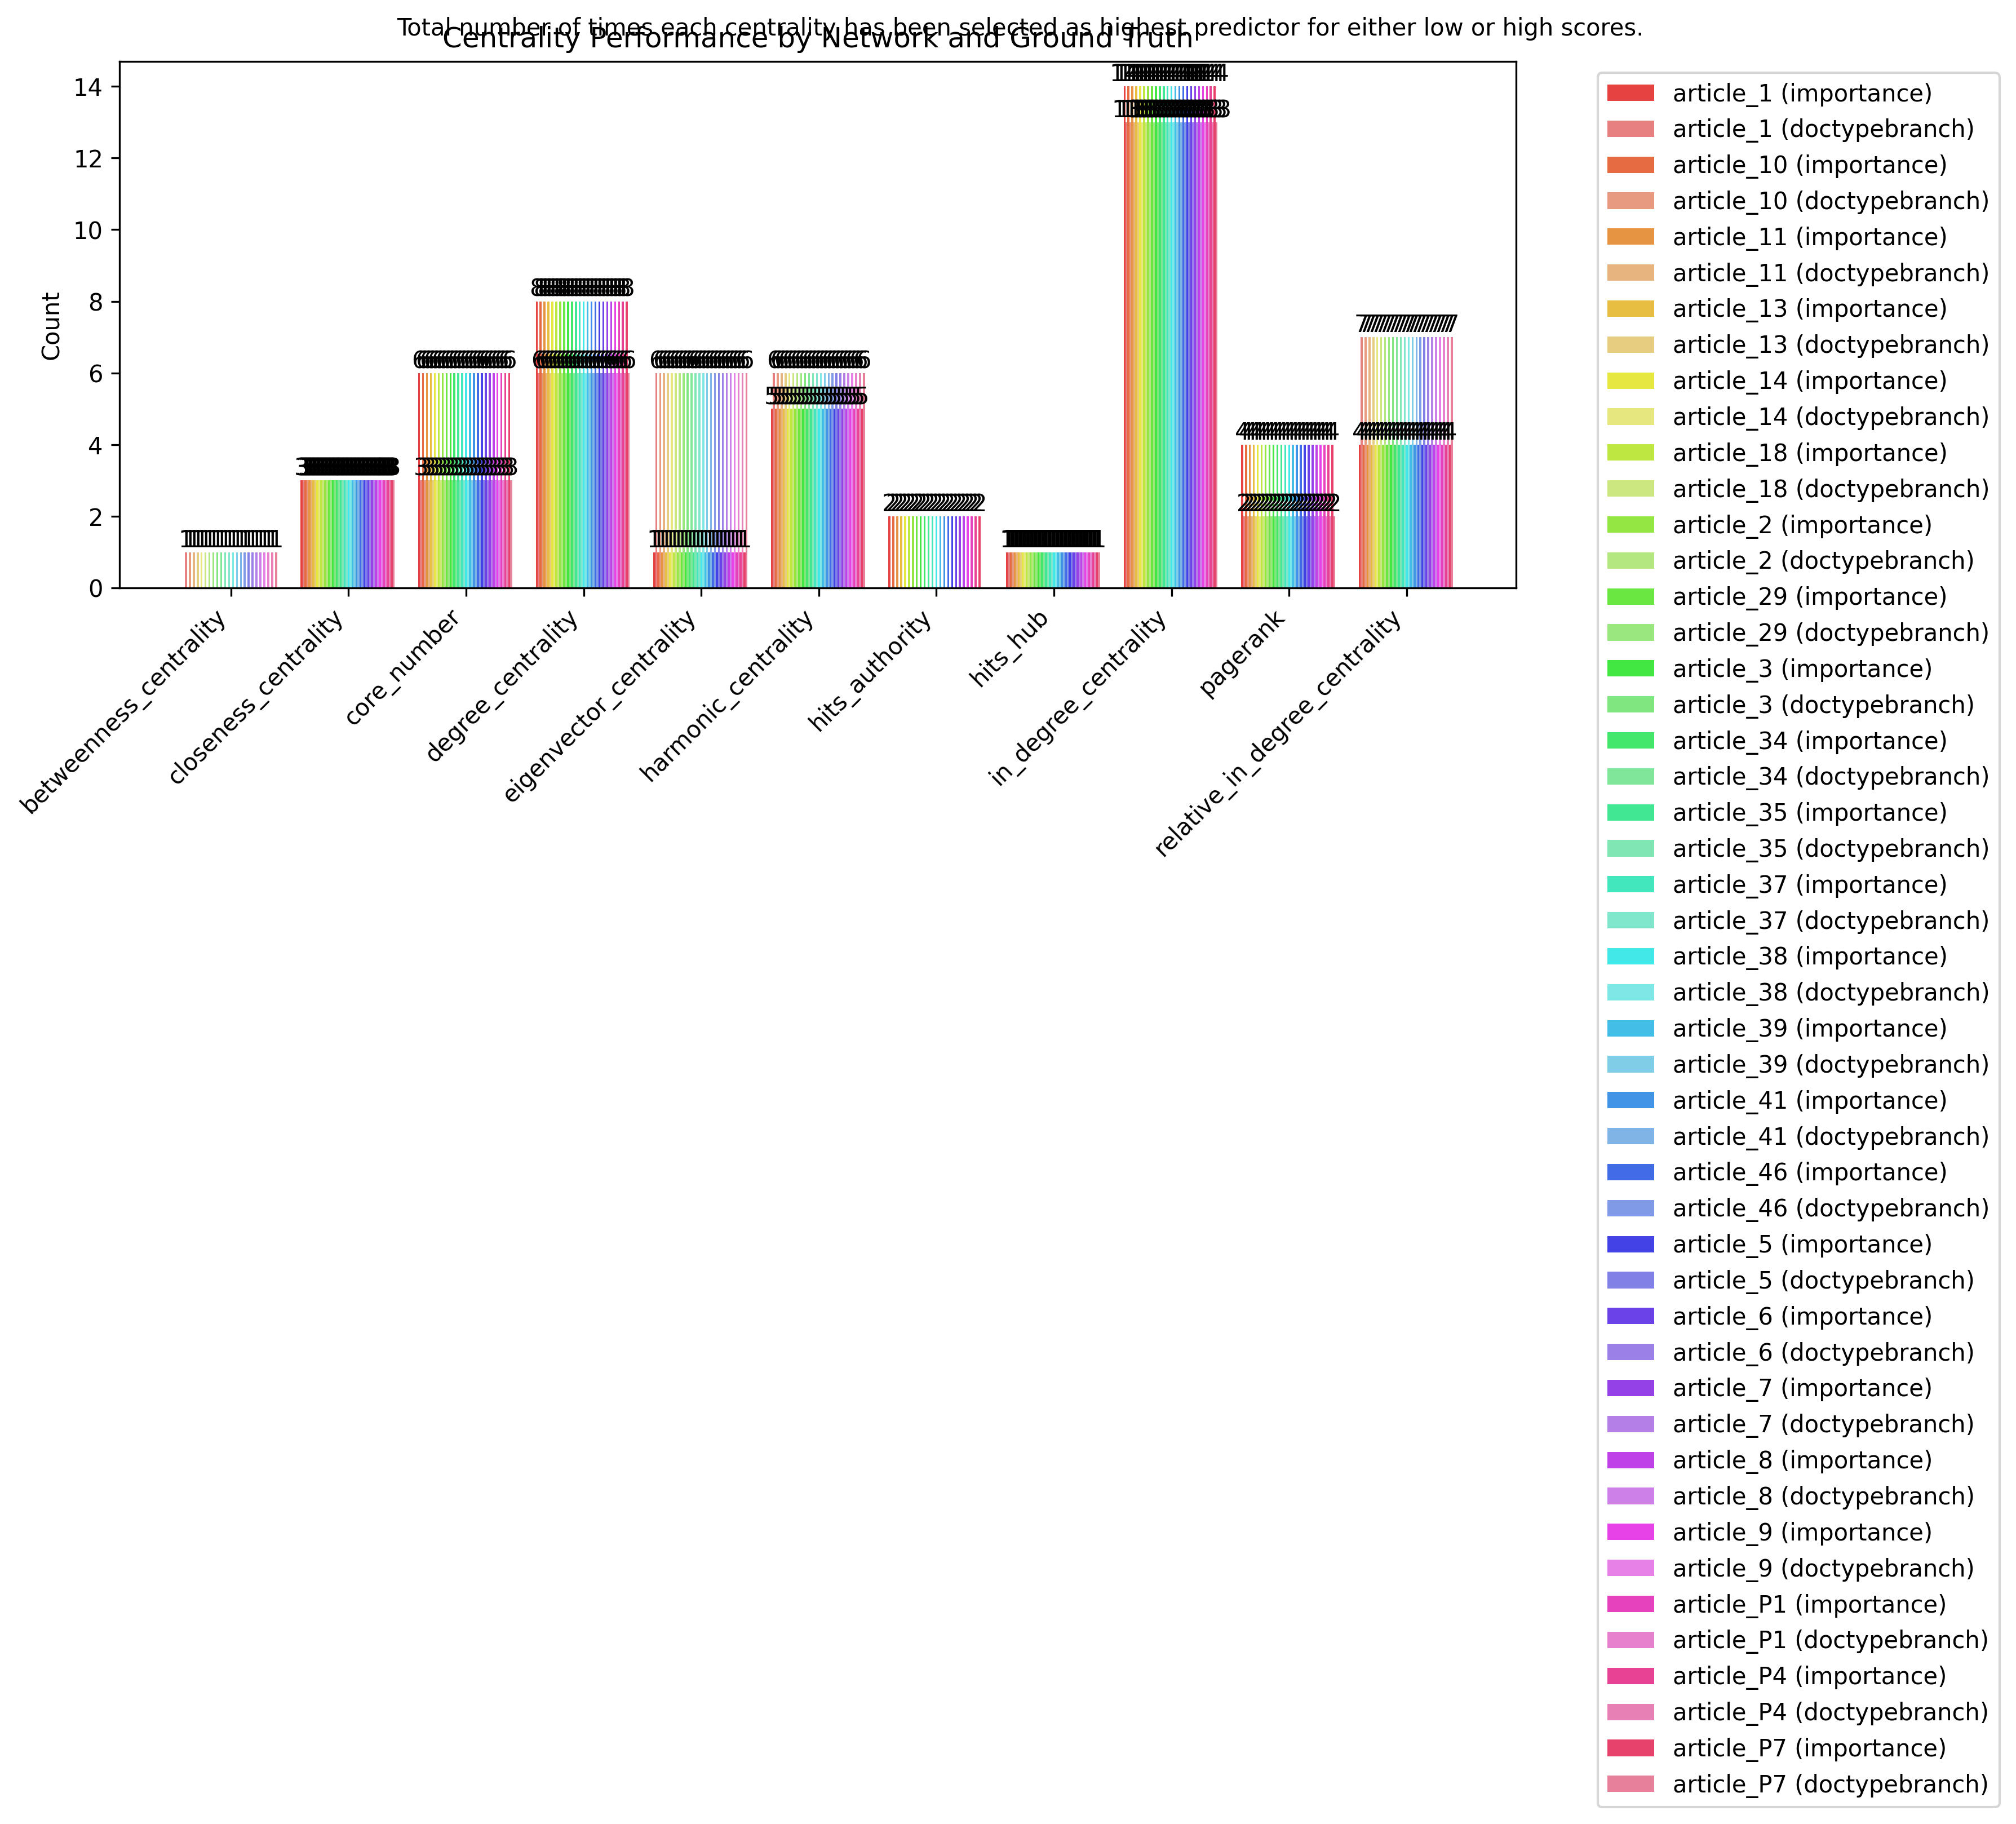 Total number of times each centrality has been selected as highest predictor for either low or high scores.
Centrality Performance by Network and Ground Truth
Count
14
12
10
8
6
4
2
0
betweenness_centrality
closeness_centrality
core_number
degree_centrality
eigenvector_centrality
harmonic_centrality
hits_authority
hits_hub
in_degree_centrality
pagerank
relative_in_degree_centrality
article_1 (importance)
article_1 (doctypebranch)
article_10 (importance)
article_10 (doctypebranch)
article_11 (importance)
article_11 (doctypebranch)
article_13 (importance)
article_13 (doctypebranch)
article_14 (importance)
article_14 (doctypebranch)
article_18 (importance)
article_18 (doctypebranch)
article_2 (importance)
article_2 (doctypebranch)
article_29 (importance)
article_29 (doctypebranch)
article_3 (importance)
article_3 (doctypebranch)
article_34 (importance)
article_34 (doctypebranch)
article_35 (importance)
article_35 (doctypebranch)
article_37 (importance)
article_37 (doctypebranch)
article_38 (importance)
article_38 (doctypebranch)
article_39 (importance)
article_39 (doctypebranch)
article_41 (importance)
article_41 (doctypebranch)
article_46 (importance)
article_46 (doctypebranch)
article_5 (importance)
article_5 (doctypebranch)
article_6 (importance)
article_6 (doctypebranch)
article_7 (importance)
article_7 (doctypebranch)
article_8 (importance)
article_8 (doctypebranch)
article_9 (importance)
article_9 (doctypebranch)
article_P1 (importance)
article_P1 (doctypebranch)
article_P4 (importance)
article_P4 (doctypebranch)
article_P7 (importance)
article_P7 (doctypebranch)